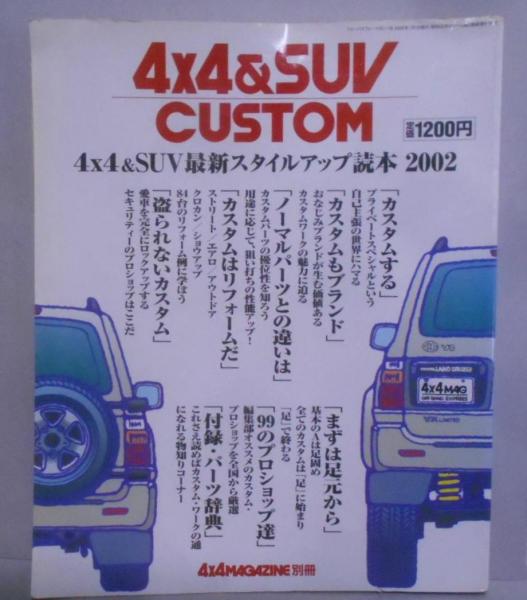 4x4&SUV
CUSTOM
定価1200円
4x4&SUV最新スタイルアップ読本 2002
「カスタムする」
プライベートスペシャルという
自己主張の世界にハマる
「カスタムもブランド」
おなじみブランドが生む価値ある
カスタムワークの魅力に迫る
「ノーマルパーツとの違いは」
カスタムパーツの優位性を知ろう
用途に応じて、狙い打ちの性能アップ!
「カスタムはリフォームだ」
ストリート/エアロ/アウトドア
クロカン/ショウアップ
84台のリフォーム例に学ぼう
「盗られないカスタム」
愛車を完全にロックアップする
セキュリティーのプロショップはここだ
「まずは足元から」
基本のAは足固め
全てのカスタムは「足」に始まり
「足」で終わる
「99のプロショップ達」
編集部オススメのカスタム・
プロショップを全国から厳選
「付録・パーツ辞典」
これさえ読めばカスタム・ワークの通
になれる物知りコーナー
V8
LAND CRUISER
4x4 MAG
VX LIMITED
4x4MAGAZINE 別冊